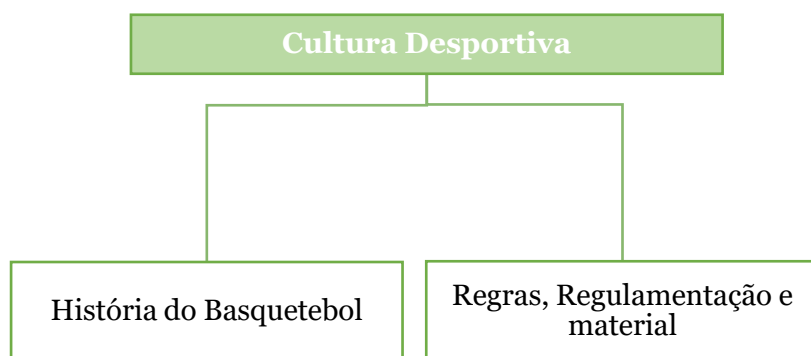 Cultura Desportiva
História do Basquetebol
Regras, Regulamentação e
material